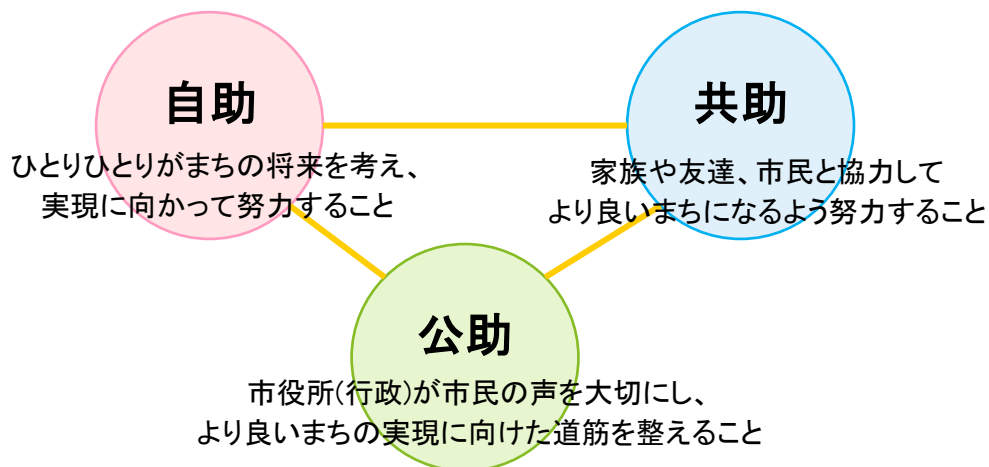 自助
ひとりひとりがまちの将来を考え、
実現に向かって努力すること
共助
家族や友達、市民と協力して
より良いまちになるよう努力すること
公助
市役所(行政)が市民の声を大切にし、
より良いまちの実現に向けた道筋を整えること